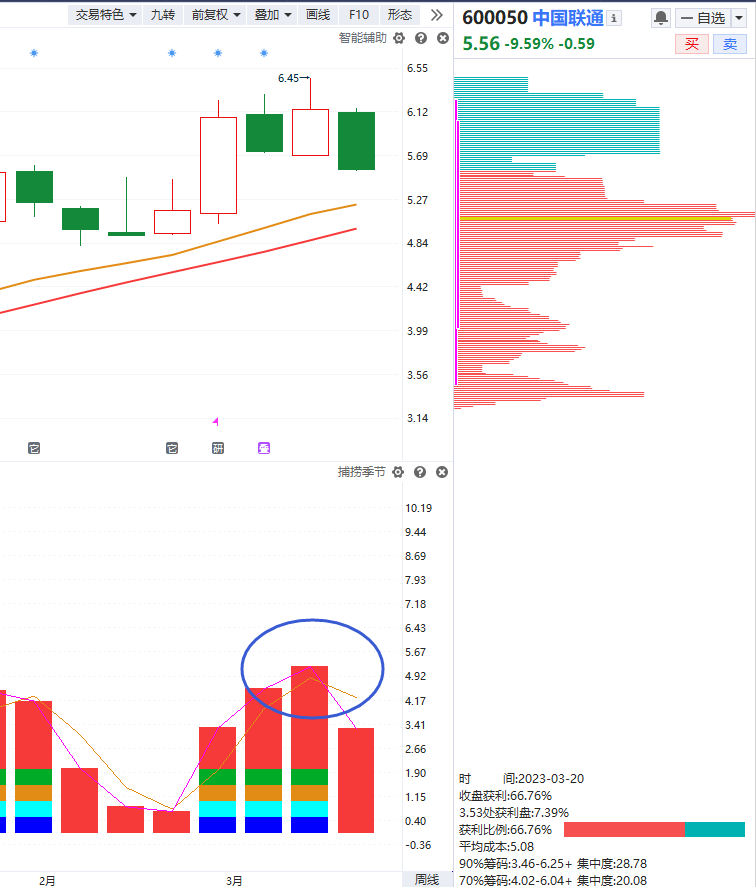 交易特色 九转 前复权 叠加 画线 F10 形态
600050 中国联通 i
自选
5.56 -9.59% -0.59
买 卖
智能辅助
6.45→
6.55
6.12
5.69
5.27
4.84
4.42
3.99
3.56
3.14
研
捕捞季节
10.19
9.44
8.69
7.93
7.18
6.43
5.67
4.92
4.17
3.41
2.66
1.90
1.15
0.40
-0.36
2月 3月 周线
时 间:2023-03-20
收盘获利:66.76%
3.53处获利盘:7.39%
获利比例:66.76%
平均成本:5.08
90%筹码:3.46-6.25+ 集中度:28.78
70%筹码:4.02-6.04+ 集中度:20.08